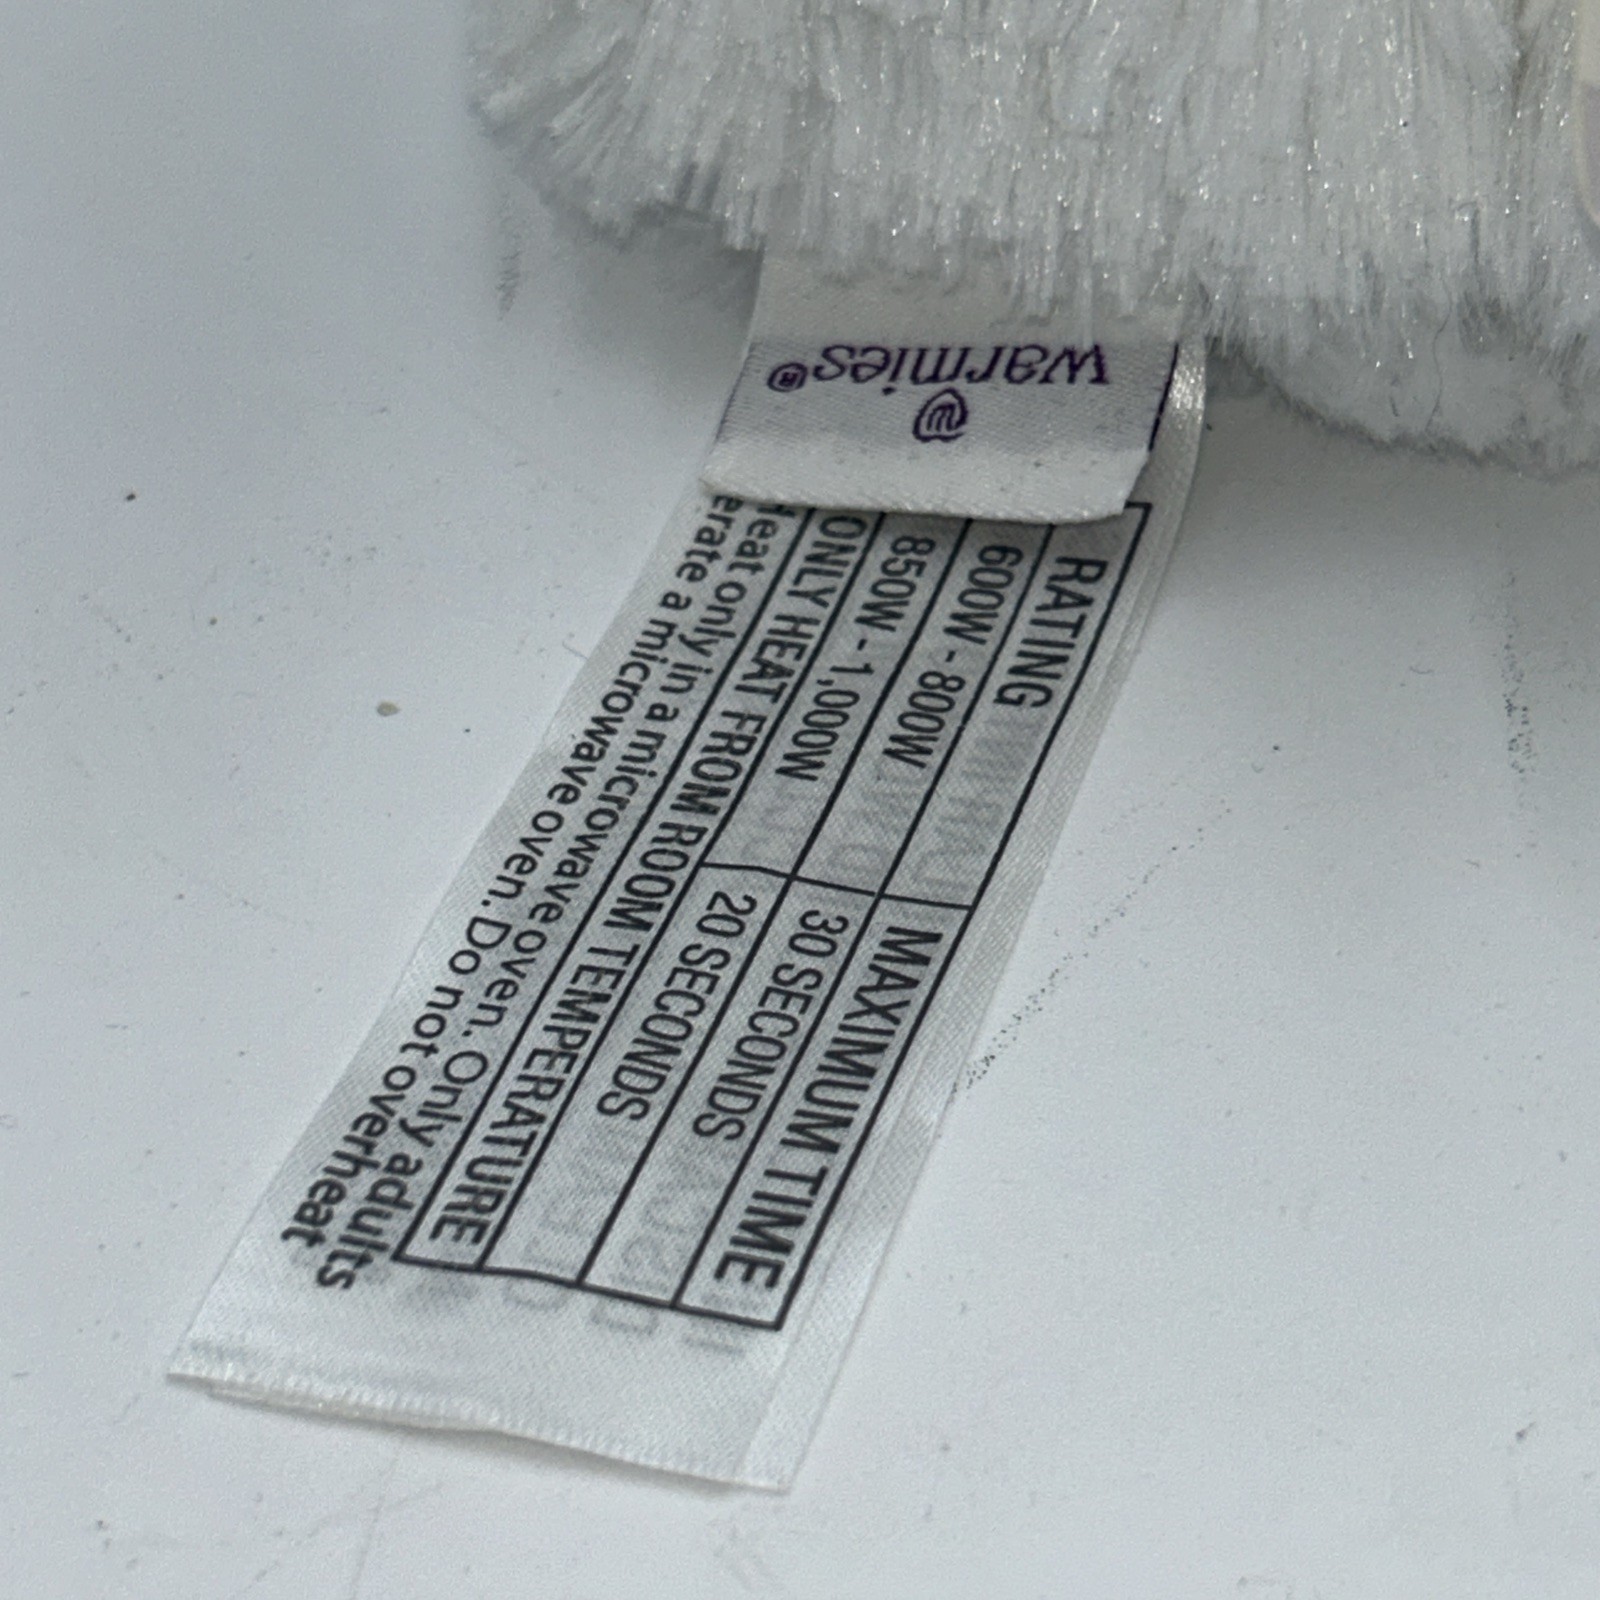 warmies®
RATING MAXIMUM TIME
600W - 800W 30 SECONDS
850W - 1,000W 20 SECONDS
ONLY HEAT FROM ROOM TEMPERATURE
Heat only in a microwave oven. Only adults
a microwave oven. Do not overheat